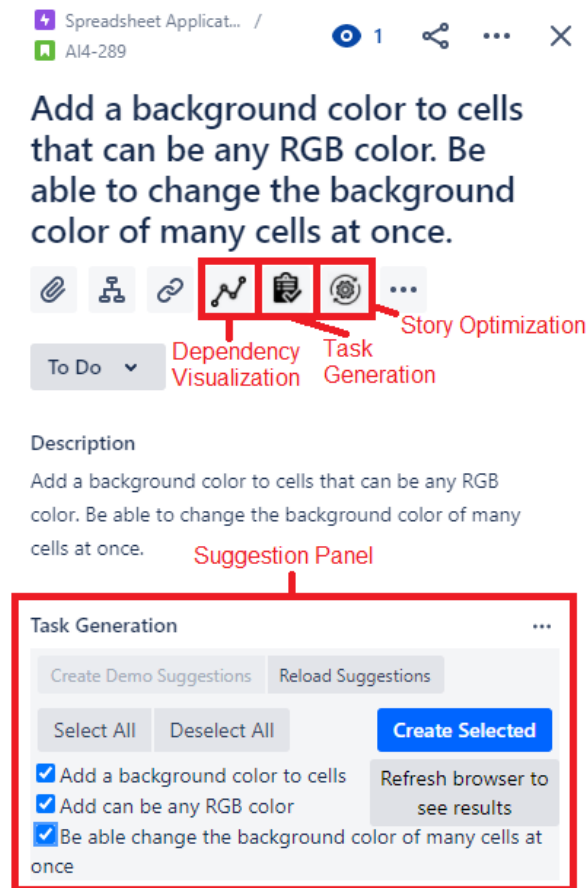 Spreadsheet Applicat... /
AI4-289
1
Add a background color to cells
that can be any RGB color. Be
able to change the background
color of many cells at once.
Story Optimization
Dependency
Visualization
Task
Generation
To Do
Description
Add a background color to cells that can be any RGB
color. Be able to change the background color of many
cells at once.
Suggestion Panel
Task Generation
Create Demo Suggestions
Reload Suggestions
Select All
Deselect All
Create Selected
Add a background color to cells
Add can be any RGB color
Be able change the background color of many cells at
once
Refresh browser to
see results